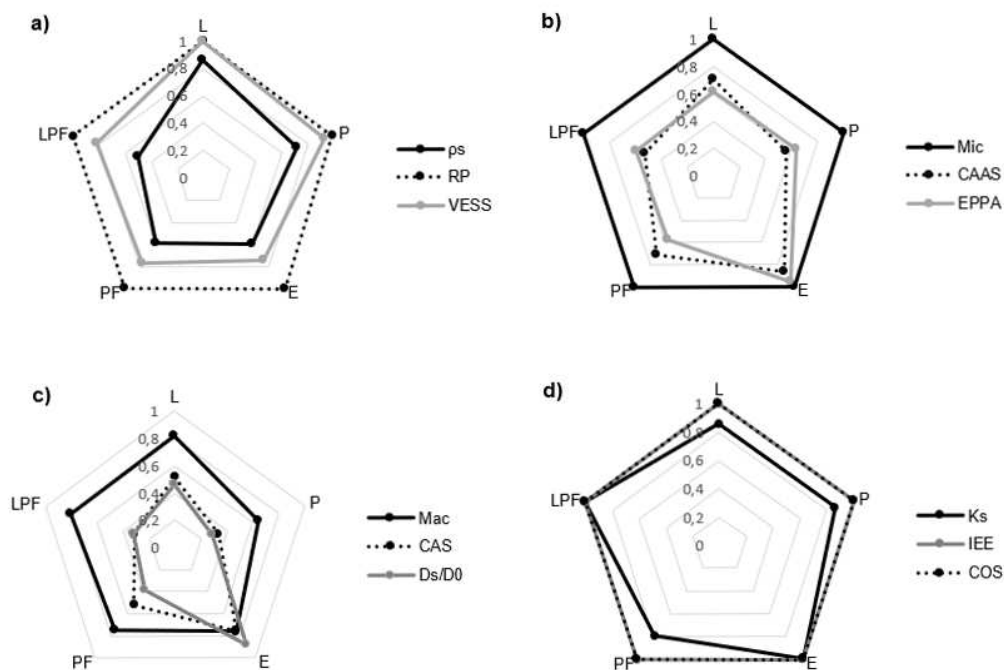 a)
L
1
0,8
0,6
0,4
0,2
0
LPF
P
PF
E
ρs
RP
VESS
b)
L
1
0,8
0,6
0,4
0,2
0
LPF
P
PF
E
Mic
CAAS
EPPA
c)
L
1
0,8
0,6
0,4
0,2
0
LPF
P
PF
E
Mac
CAS
Ds/D0
d)
L
1
0,8
0,6
0,4
0,2
0
LPF
P
PF
E
Ks
IEE
COS